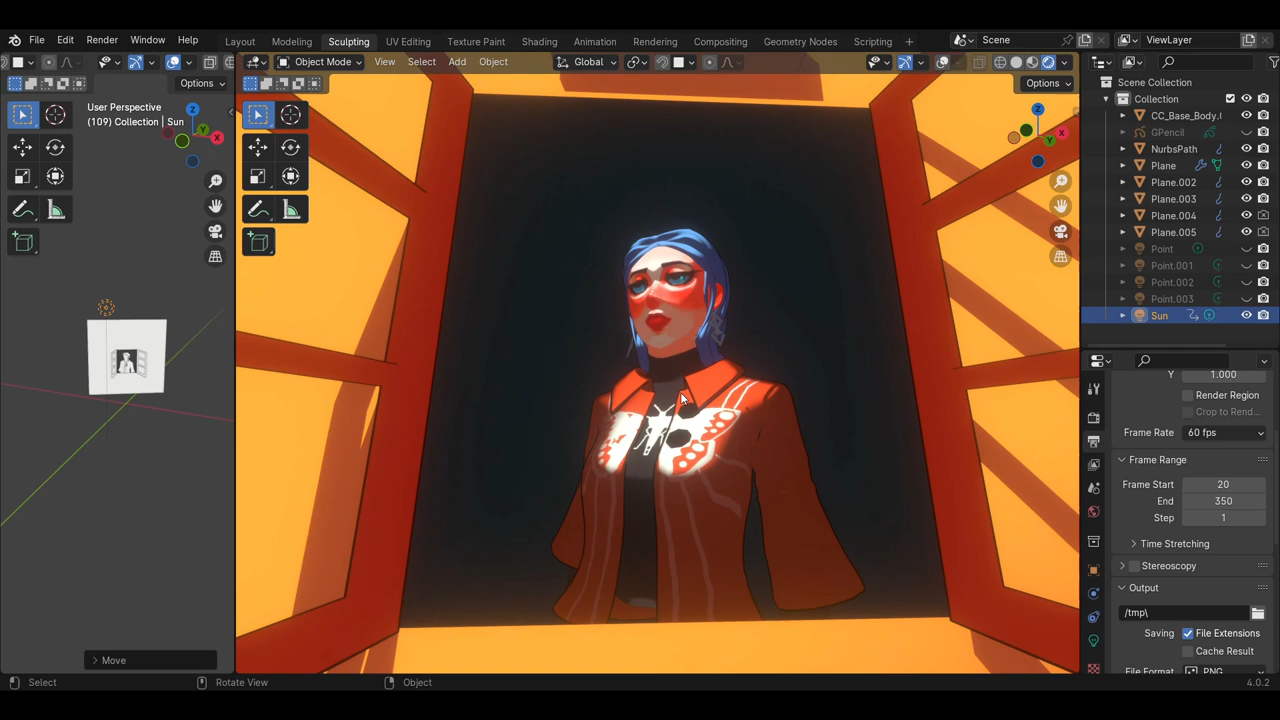 File Edit Render Window Help
Layout Modeling Sculpting UV Editing Texture Paint Shading Animation Rendering Compositing Geometry Nodes Scripting
Scene
ViewLayer
Object Mode View Select Add Object Global
Options
Options
User Perspective
(109) Collection | Sun
X
Y
Z
X
Y
Z
Scene Collection
Collection
CC_Base_Body.
GPencil
NurbsPath
Plane
Plane.002
Plane.003
Plane.004
Plane.005
Point
Point.001
Point.002
Point.003
Sun
Y 1.000
Render Region
Crop to Rend...
Frame Rate 60 fps
Frame Range
Frame Start 20
End 350
Step 1
Time Stretching
Stereoscopy
Output
/tmp\
Saving File Extensions
Cache Result
File Format PNG
Move
Select Rotate View Object 4.0.2